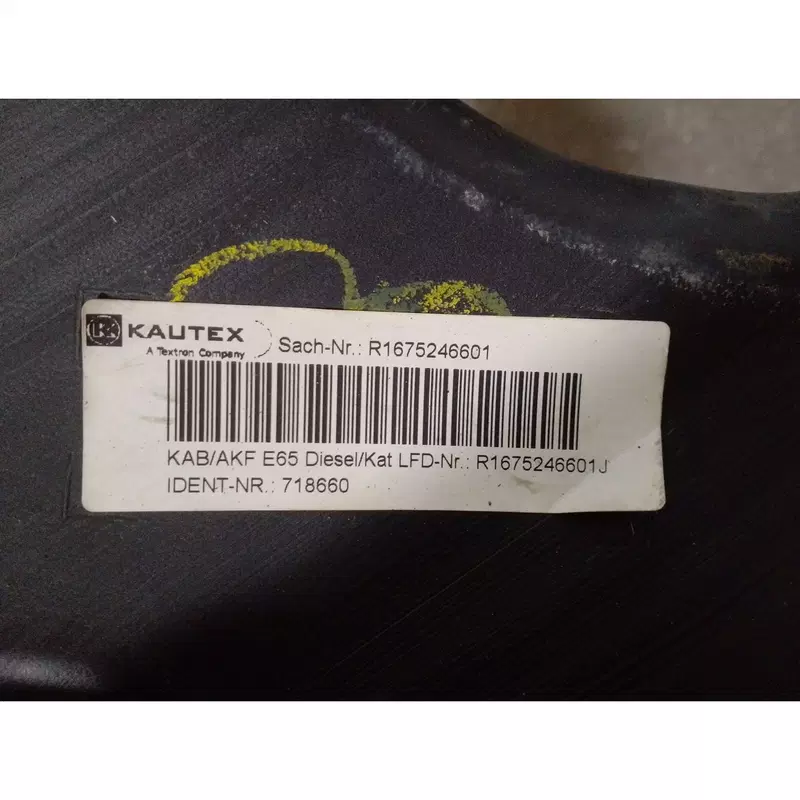 KAUTEX
A Textron Company
Sach-Nr.: R1675246601
KAB/AKF E65 Diesel/Kat LFD-Nr.: R1675246601J
IDENT-NR.: 718660